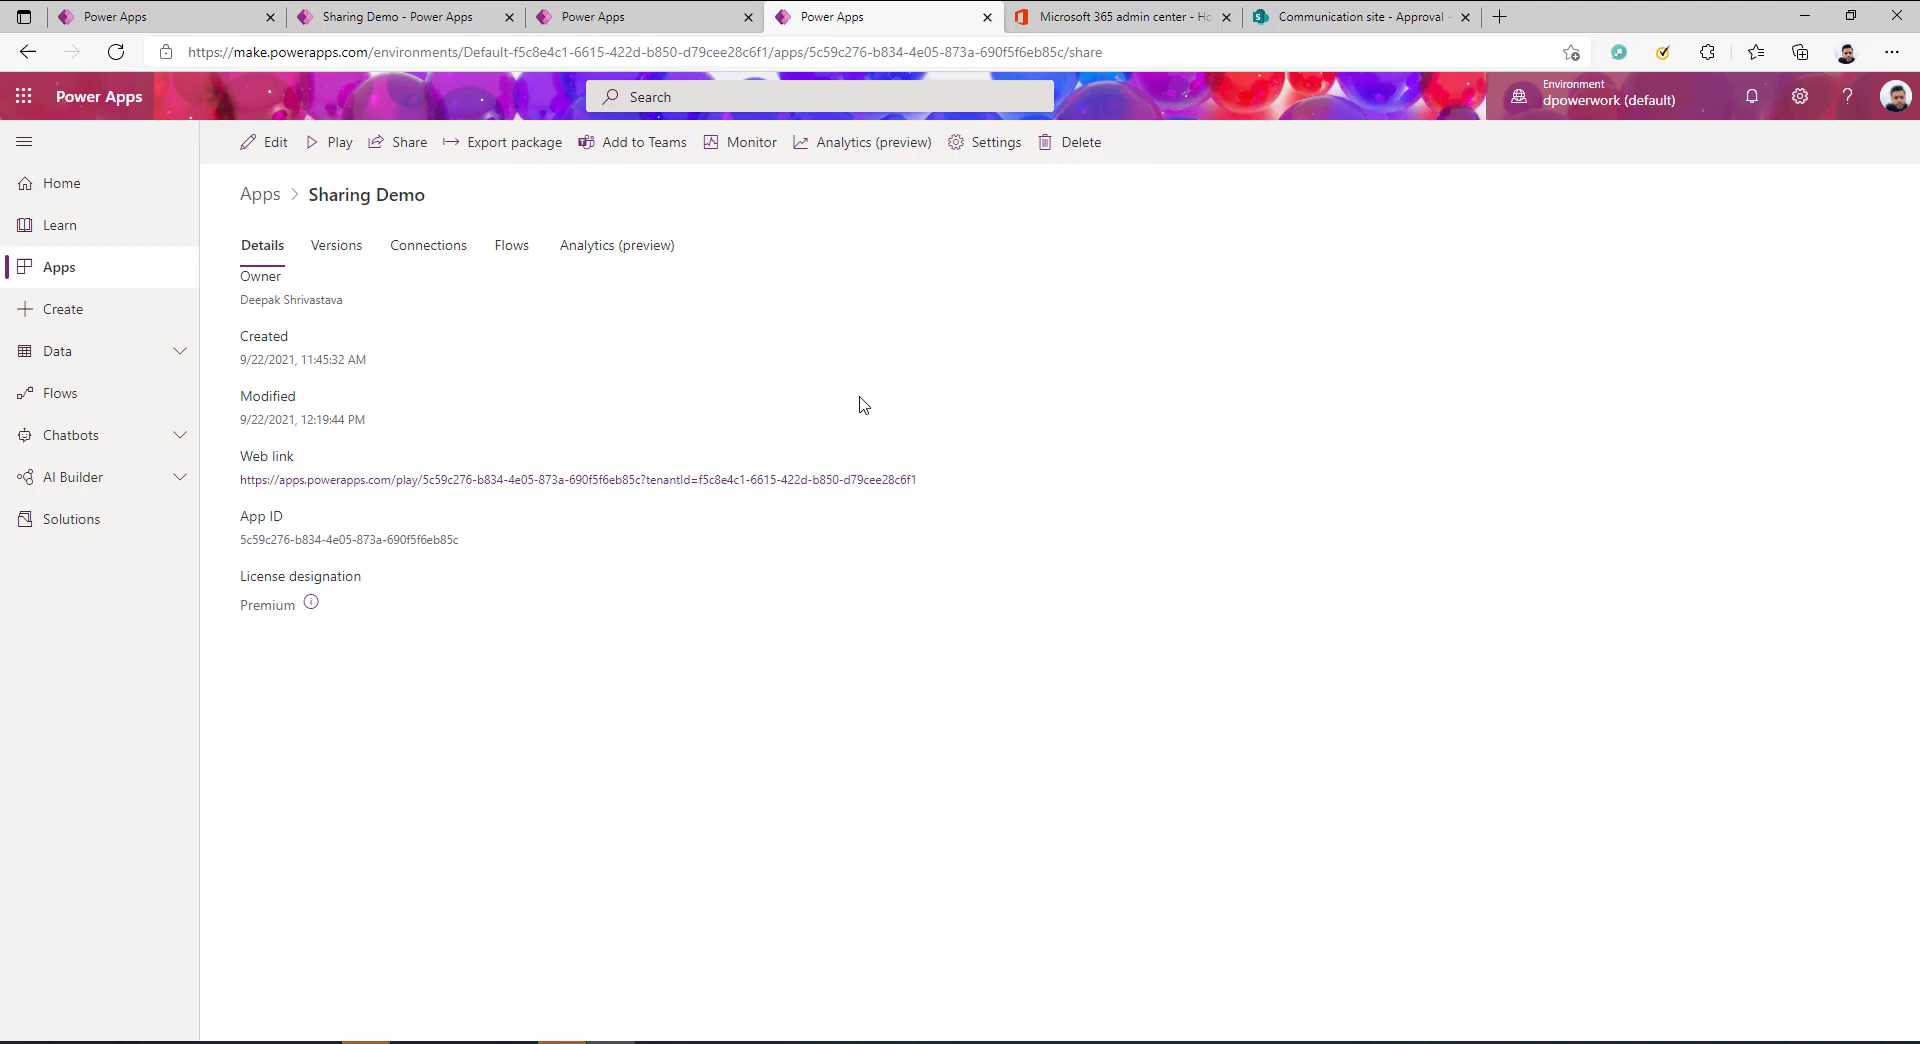 Power Apps
Sharing Demo - Power Apps
Power Apps
Power Apps
Microsoft 365 admin center - Ho
Communication site - Approval -
https://make.powerapps.com/environments/Default-f5c8e4c1-6615-422d-b850-d79cee28c6f1/apps/5c59c276-b834-4e05-873a-690f5f6eb85c/share
Power Apps
Search
Environment
dpowerwork (default)
Edit
Play
Share
Export package
Add to Teams
Monitor
Analytics (preview)
Settings
Delete
Home
Learn
Apps
Create
Data
Flows
Chatbots
AI Builder
Solutions
Apps > Sharing Demo
Details
Versions
Connections
Flows
Analytics (preview)
Owner
Deepak Shrivastava
Created
9/22/2021, 11:45:32 AM
Modified
9/22/2021, 12:19:44 PM
Web link
https://apps.powerapps.com/play/5c59c276-b834-4e05-873a-690f5f6eb85c?tenantId=f5c8e4c1-6615-422d-b850-d79cee28c6f1
App ID
5c59c276-b834-4e05-873a-690f5f6eb85c
License designation
Premium